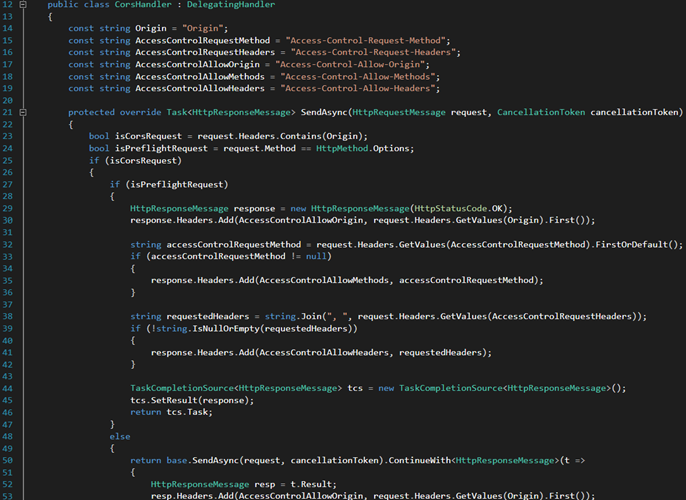 12 public class CorsHandler : DelegatingHandler
13 {
14 const string Origin = "Origin";
15 const string AccessControlRequestMethod = "Access-Control-Request-Method";
16 const string AccessControlRequestHeaders = "Access-Control-Request-Headers";
17 const string AccessControlAllowOrigin = "Access-Control-Allow-Origin";
18 const string AccessControlAllowMethods = "Access-Control-Allow-Methods";
19 const string AccessControlAllowHeaders = "Access-Control-Allow-Headers";
20
21 protected override Task<HttpResponseMessage> SendAsync(HttpRequestMessage request, CancellationToken cancellationToken)
22 {
23 bool isCorsRequest = request.Headers.Contains(Origin);
24 bool isPreflightRequest = request.Method == HttpMethod.Options;
25 if (isCorsRequest)
26 {
27 if (isPreflightRequest)
28 {
29 HttpResponseMessage response = new HttpResponseMessage(HttpStatusCode.OK);
30 response.Headers.Add(AccessControlAllowOrigin, request.Headers.GetValues(Origin).First());
31
32 string accessControlRequestMethod = request.Headers.GetValues(AccessControlRequestMethod).FirstOrDefault();
33 if (accessControlRequestMethod != null)
34 {
35 response.Headers.Add(AccessControlAllowMethods, accessControlRequestMethod);
36 }
37
38 string requestedHeaders = string.Join(", ", request.Headers.GetValues(AccessControlRequestHeaders));
39 if (!string.IsNullOrEmpty(requestedHeaders))
40 {
41 response.Headers.Add(AccessControlAllowHeaders, requestedHeaders);
42 }
43
44 TaskCompletionSource<HttpResponseMessage> tcs = new TaskCompletionSource<HttpResponseMessage>();
45 tcs.SetResult(response);
46 return tcs.Task;
47 }
48 else
49 {
50 return base.SendAsync(request, cancellationToken).ContinueWith<HttpResponseMessage>(t =>
51 {
52 HttpResponseMessage resp = t.Result;
53 resp.Headers.Add(AccessControlAllowOrigin, request.Headers.GetValues(Origin).First());